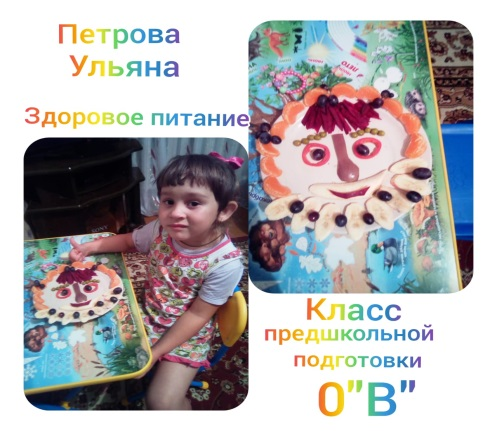 Петрова
Ульяна
Здоровое питание
Класс
предшкольной
подготовки
0"В"